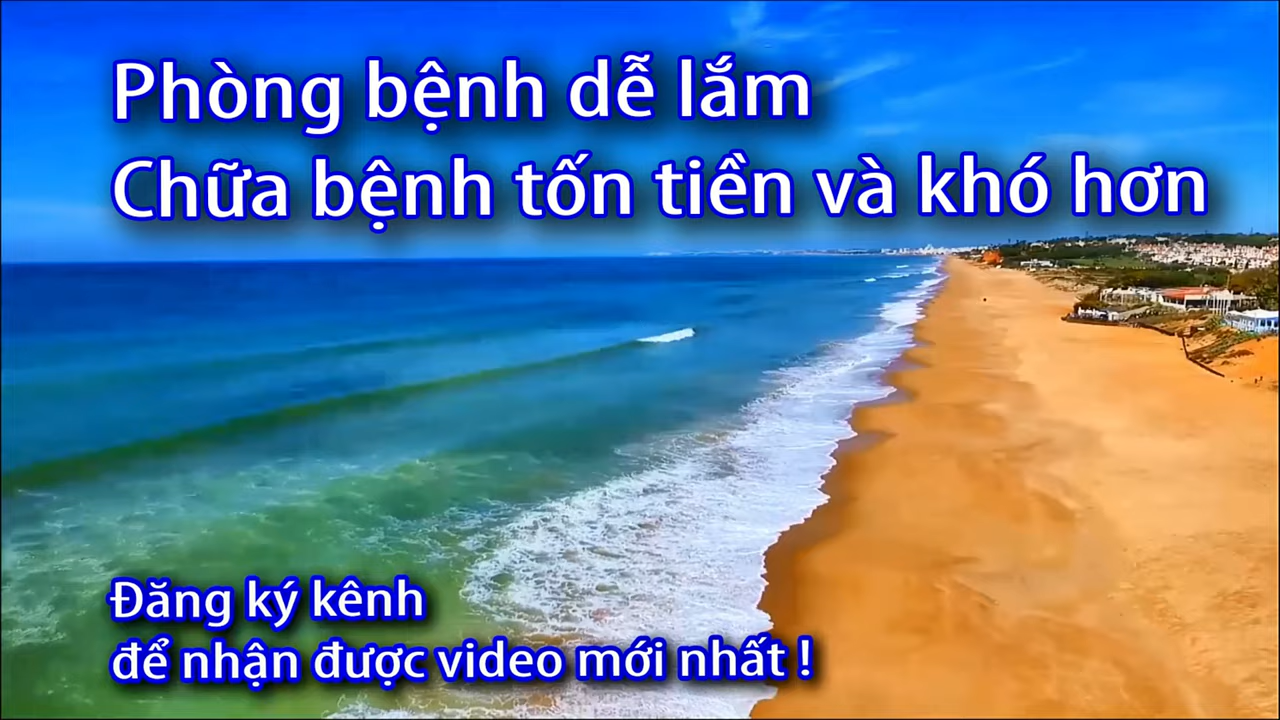 Phòng bệnh dễ lắm
Chữa bệnh tốn tiền và khó hơn
Đăng ký kênh
để nhận được video mới nhất !